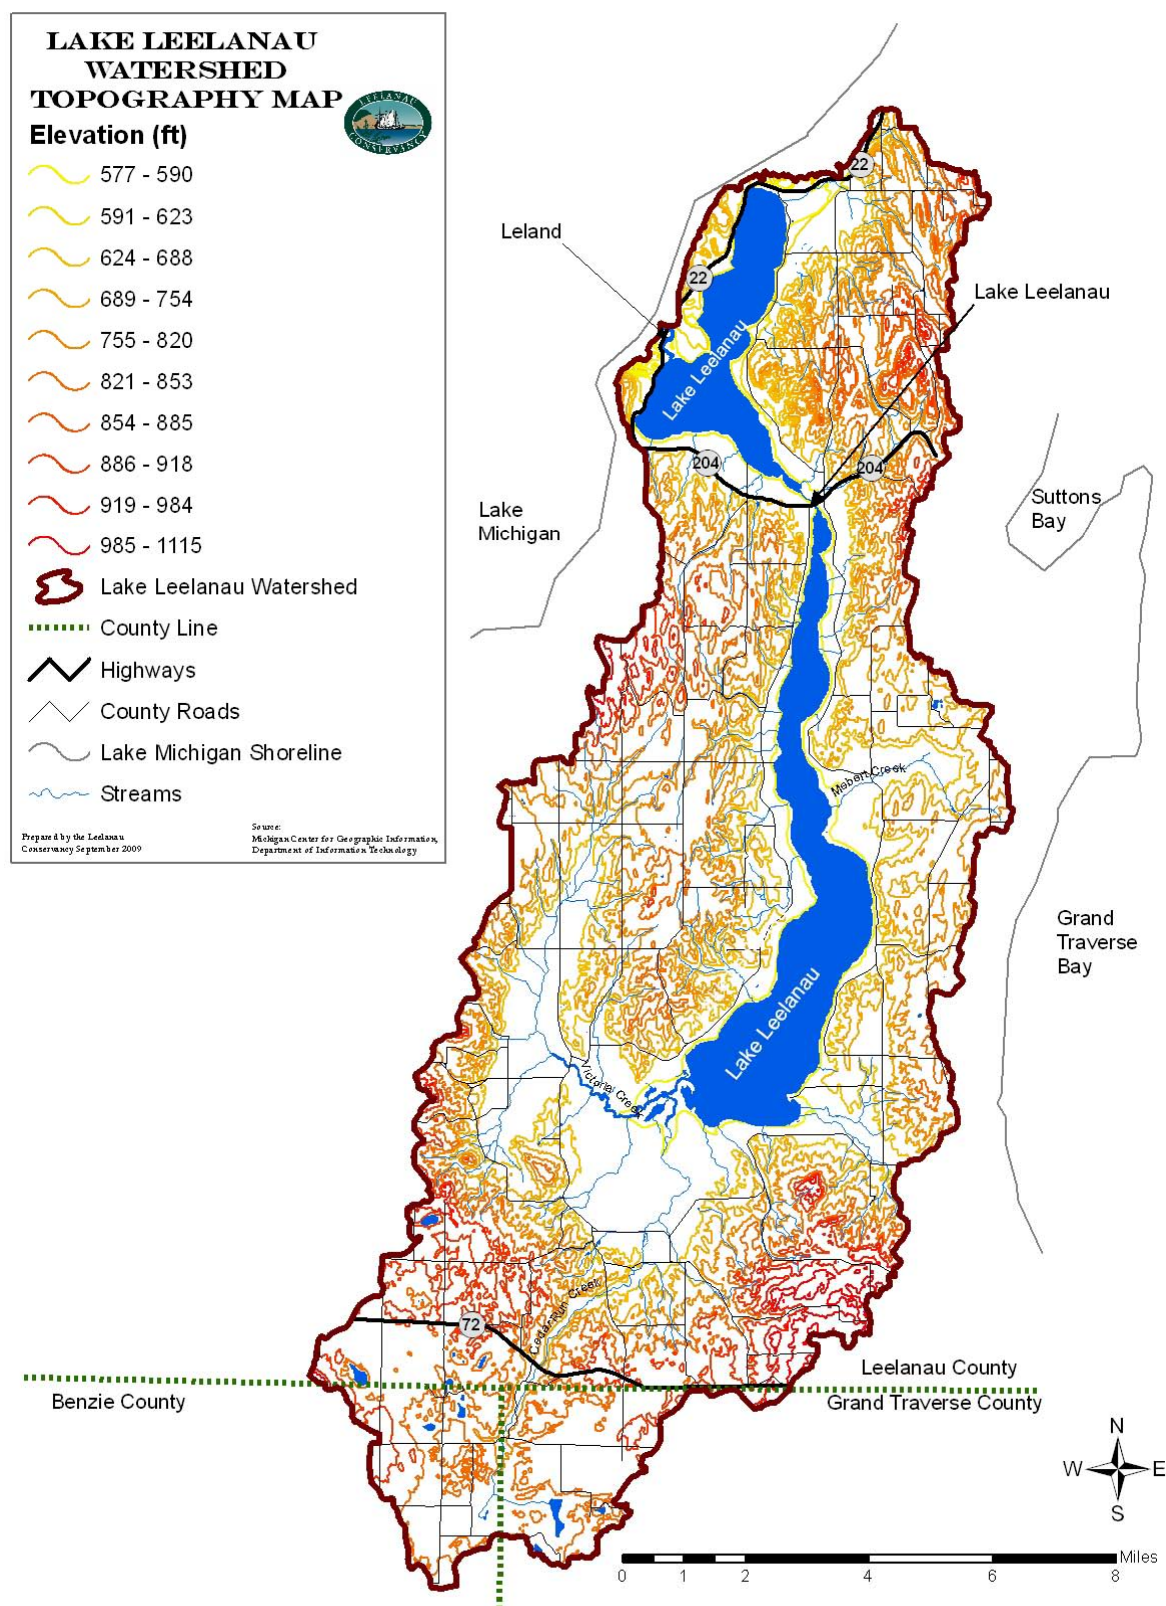 LAKE LEELANAU
WATERSHED
TOPOGRAPHY MAP
LEELANAU
CONSERVANCY
Elevation (ft)
577 - 590
591 - 623
624 - 688
689 - 754
755 - 820
821 - 853
854 - 885
886 - 918
919 - 984
985 - 1115
Lake Leelanau Watershed
County Line
Highways
County Roads
Lake Michigan Shoreline
Streams
Prepared by the Leelanau
Conservancy September 2009
Source:
Michigan Center for Geographic Information,
Department of Information Technology
22
Leland
22
Lake Leelanau
Lake Leelanau
204
204
Lake
Michigan
Suttons
Bay
Mebert Creek
Grand
Traverse
Bay
Lake Leelanau
Victoria Creek
Cedar Run Creek
72
Leelanau County
Benzie County
Grand Traverse County
N
W
E
S
Miles
0
1
2
4
6
8